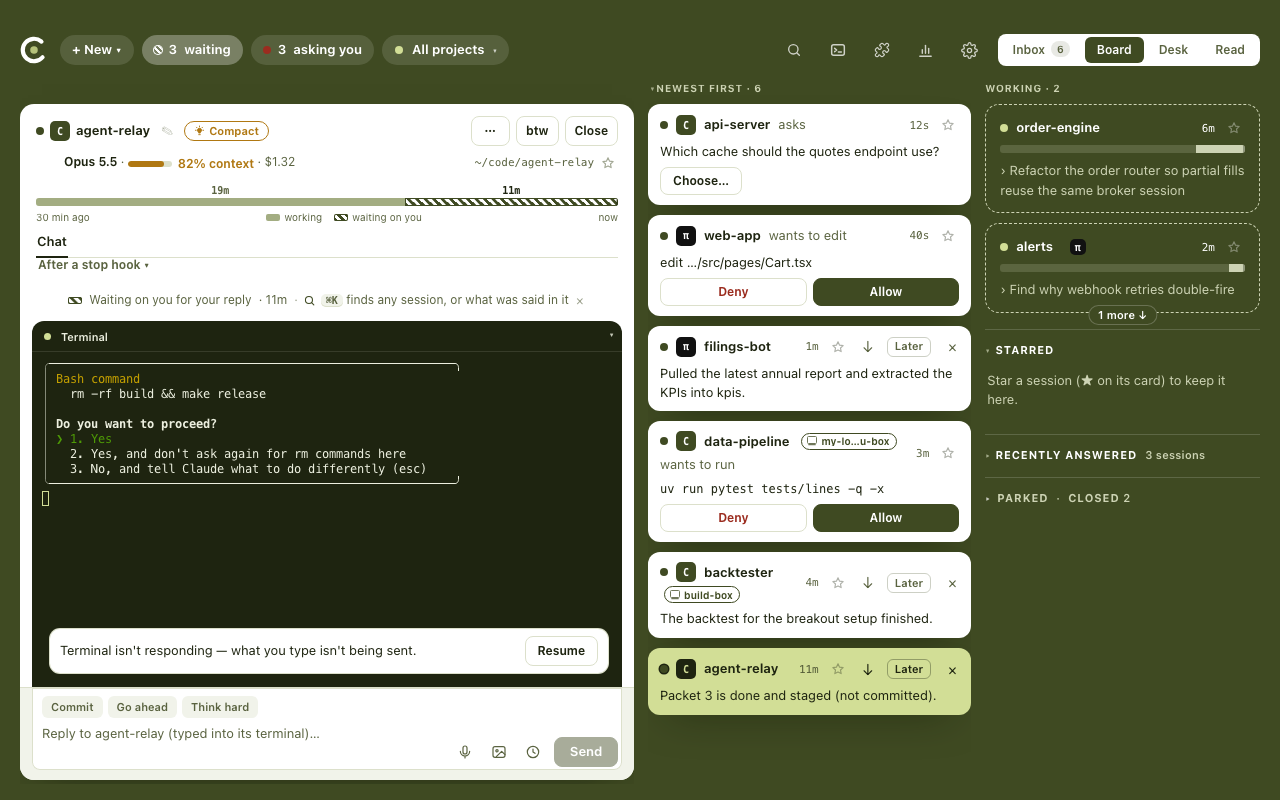 + New ▾
3 waiting
3 asking you
All projects ▾
Inbox 6
Board
Desk
Read
C agent-relay
Compact
...
btw
Close
Opus 5.5 · 82% context · $1.32
~/code/agent-relay
19m
11m
30 min ago
working
waiting on you
now
Chat
After a stop hook ▾
Waiting on you for your reply · 11m · ⌘K finds any session, or what was said in it ×
Terminal
Bash command
rm -rf build && make release
Do you want to proceed?
❯ 1. Yes
2. Yes, and don't ask again for rm commands here
3. No, and tell Claude what to do differently (esc)
Terminal isn't responding — what you type isn't being sent.
Resume
Commit
Go ahead
Think hard
Reply to agent-relay (typed into its terminal)...
Send
NEWEST FIRST · 6
C api-server asks 12s
Which cache should the quotes endpoint use?
Choose...
π web-app wants to edit 40s
edit …/src/pages/Cart.tsx
Deny
Allow
π filings-bot 1m ↓ Later ×
Pulled the latest annual report and extracted the
KPIs into kpis.
C data-pipeline my-lo...u-box
wants to run
3m
uv run pytest tests/lines -q -x
Deny
Allow
C backtester
build-box
4m ↓ Later ×
The backtest for the breakout setup finished.
C agent-relay 11m ↓ Later ×
Packet 3 is done and staged (not committed).
WORKING · 2
order-engine 6m
› Refactor the order router so partial fills
reuse the same broker session
alerts π 2m
› Find why webhook retries double-fire
1 more ↓
STARRED
Star a session (★ on its card) to keep it
here.
RECENTLY ANSWERED 3 sessions
PARKED · CLOSED 2